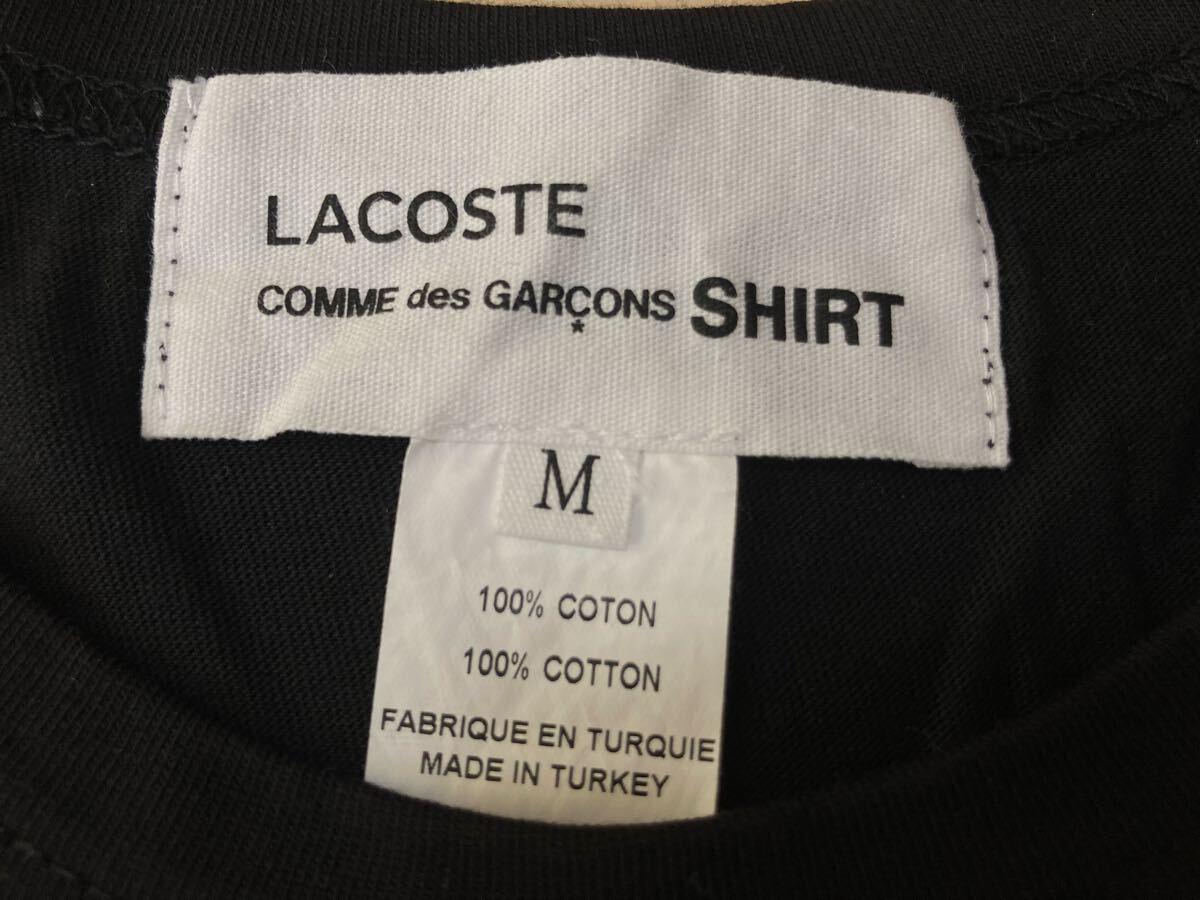 LACOSTE
COMME des GARÇONS SHIRT
M
100% COTON
100% COTTON
FABRIQUE EN TURQUIE
MADE IN TURKEY